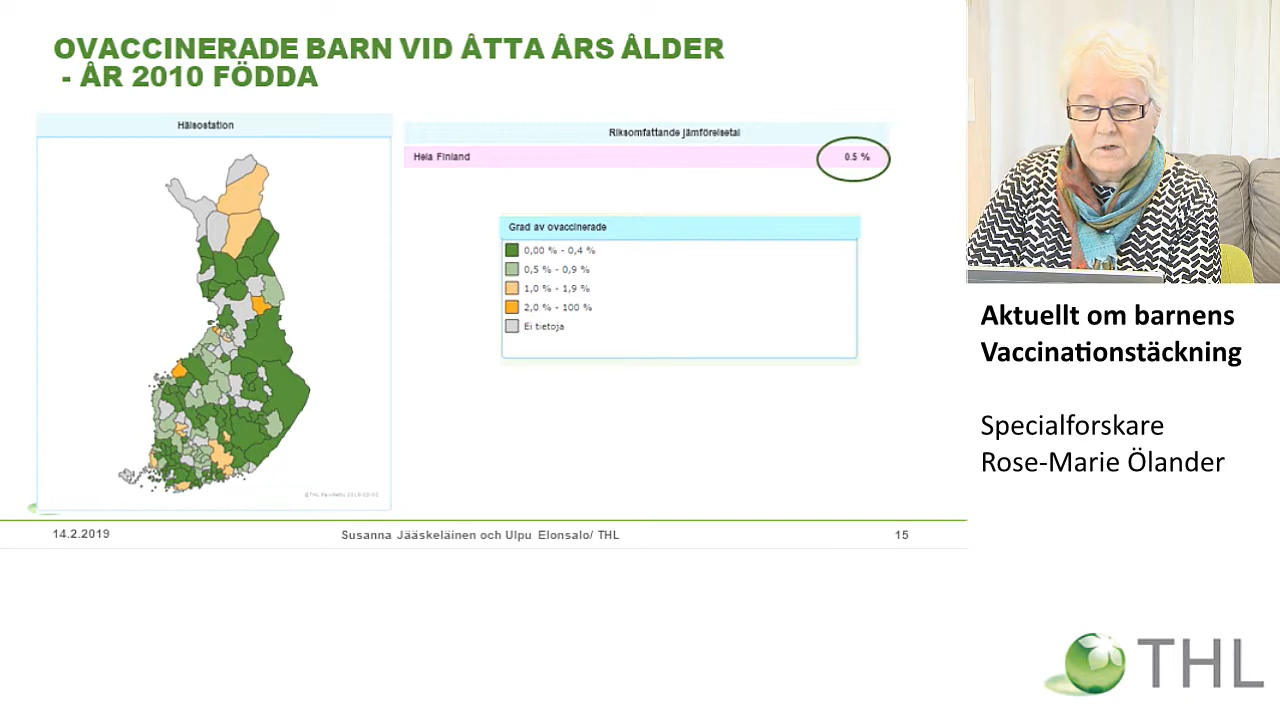 OVACCINERADE BARN VID ÅTTA ÅRS ÅLDER
- ÅR 2010 FÖDDA
Hälsostation
Riksomfattande jämförelsetal
Hela Finland
0.5 %
Grad av ovaccinerade
0,00 % - 0,4 %
0,5 % - 0,9 %
1,0 % - 1,9 %
2,0 % - 100 %
Ei tietoja
14.2.2019
Susanna Jääskeläinen och Ulpu Elonsalo/ THL
15
Aktuellt om barnens
Vaccinationstäckning
Specialforskare
Rose-Marie Ölander
THL